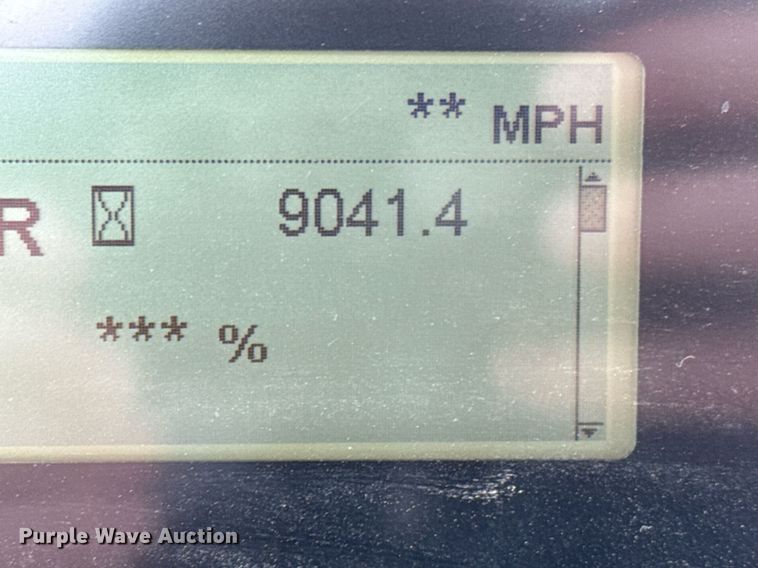 ** MPH
R 9041.4
*** %
Purple Wave Auction